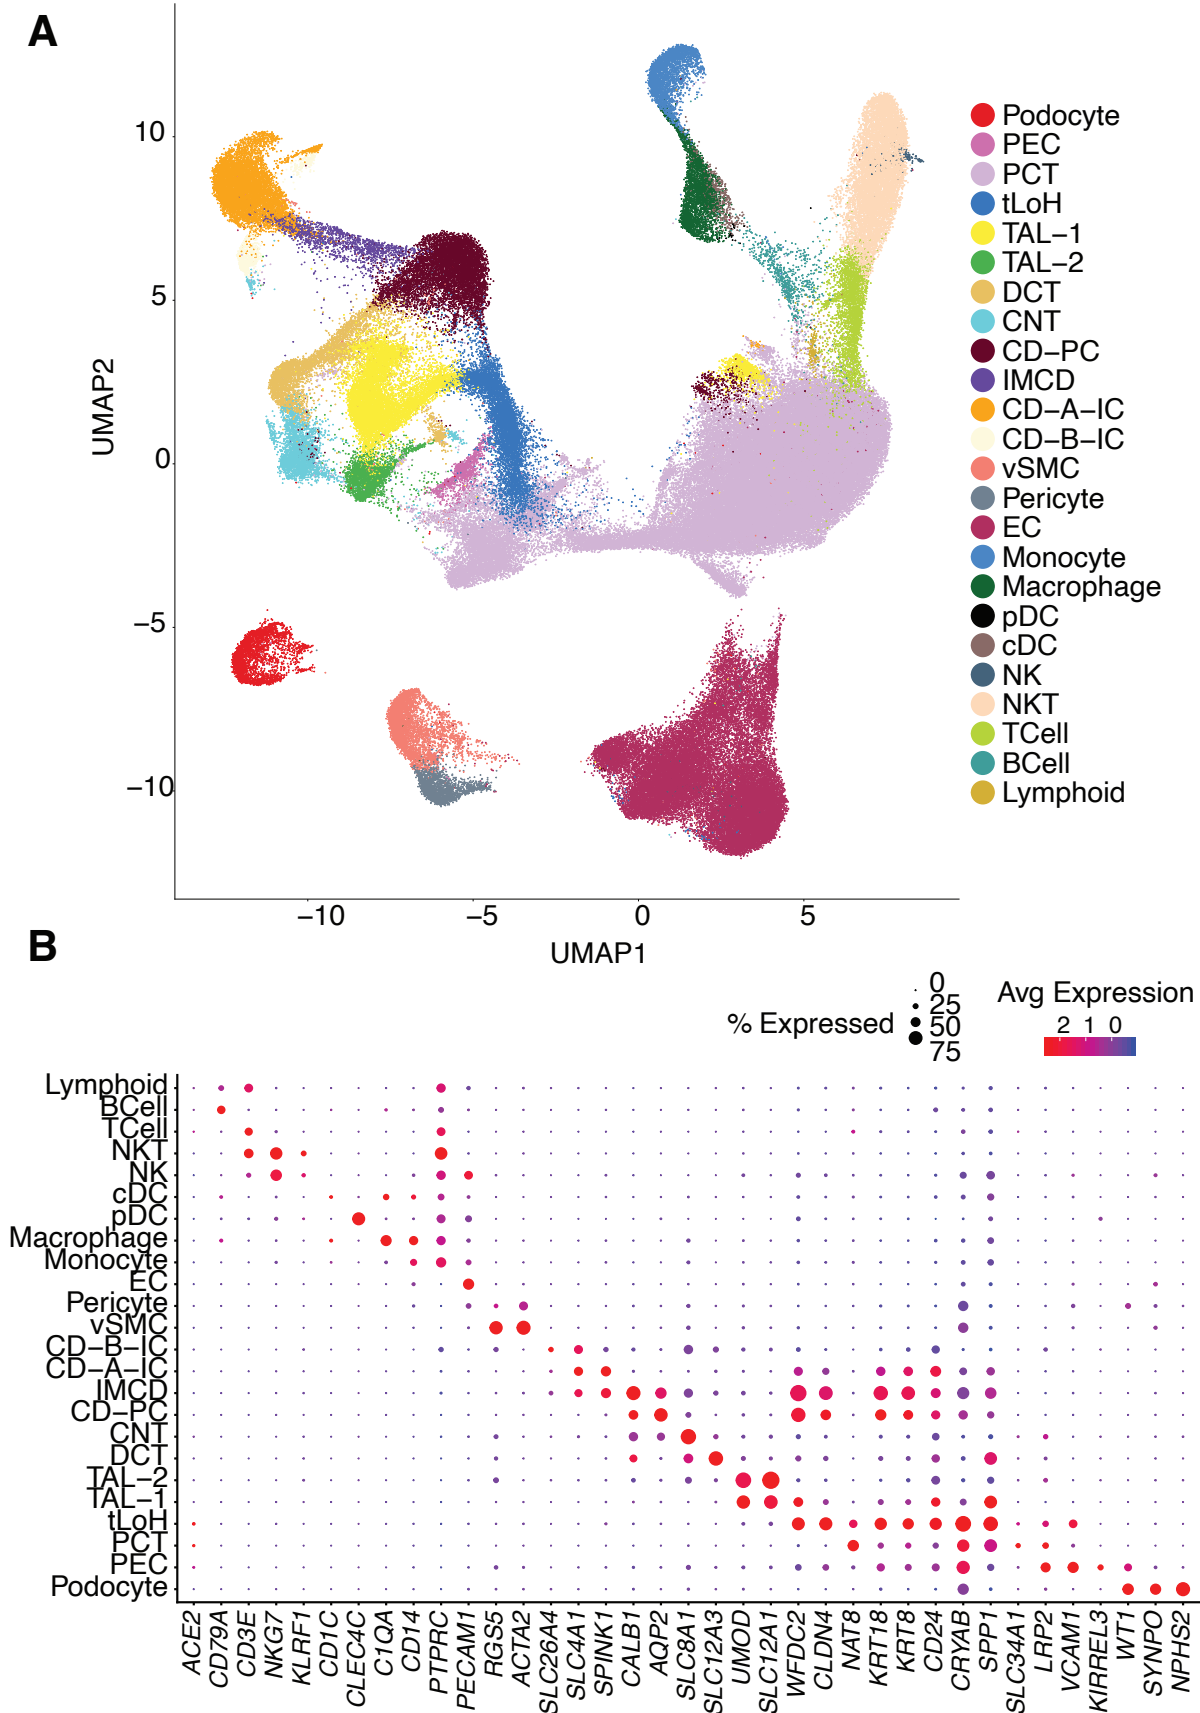 A
UMAP2
10
5
0
−5
−10
−10
−5
0
5
UMAP1
Podocyte
PEC
PCT
tLoH
TAL−1
TAL−2
DCT
CNT
CD−PC
IMCD
CD−A−IC
CD−B−IC
vSMC
Pericyte
EC
Monocyte
Macrophage
pDC
cDC
NK
NKT
TCell
BCell
Lymphoid
B
% Expressed
0
25
50
75
Avg Expression
2 1 0
Lymphoid
BCell
TCell
NKT
NK
cDC
pDC
Macrophage
Monocyte
EC
Pericyte
vSMC
CD−B−IC
CD−A−IC
IMCD
CD−PC
CNT
DCT
TAL−2
TAL−1
tLoH
PCT
PEC
Podocyte
ACE2
CD79A
CD3E
NKG7
KLRF1
CD1C
CLEC4C
C1QA
CD14
PTPRC
PECAM1
RGS5
ACTA2
SLC26A4
SLC4A1
SPINK1
CALB1
AQP2
SLC8A1
SLC12A3
UMOD
SLC12A1
WFDC2
CLDN4
NAT8
KRT18
KRT8
CD24
CRYAB
SPP1
SLC34A1
LRP2
VCAM1
KIRREL3
WT1
SYNPO
NPHS2